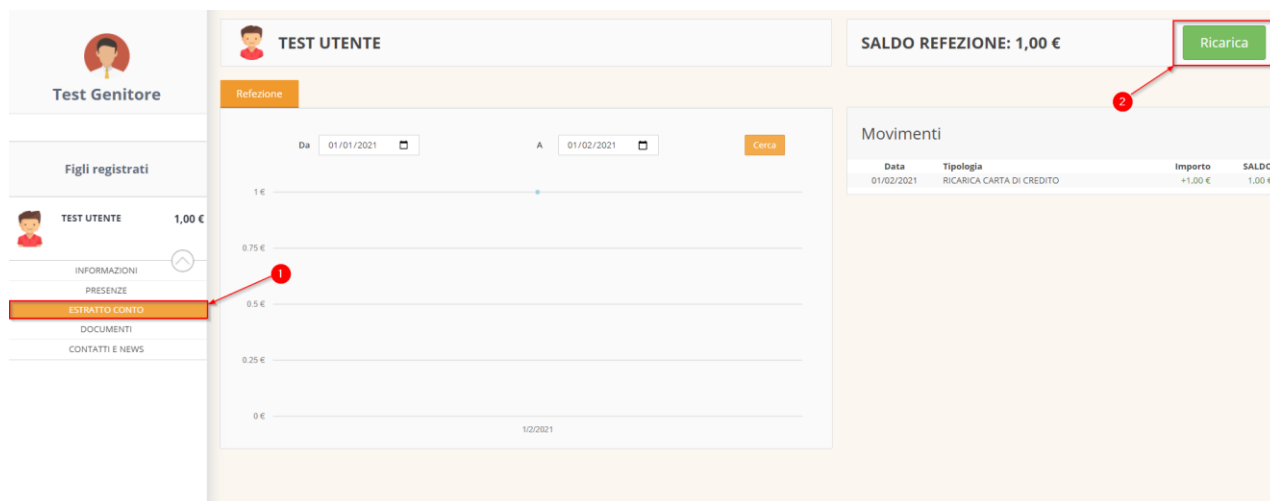 Test Genitore
Figli registrati
TEST UTENTE 1,00 €
INFORMAZIONI
PRESENZE
ESTRATTO CONTO
DOCUMENTI
CONTATTI E NEWS
TEST UTENTE
SALDO REFEZIONE: 1,00 €
Ricarica
2
Refezione
Da 01/01/2021 A 01/02/2021 Cerca
1 €
0.75 €
0.5 €
0.25 €
0 €
1/2/2021
1
Movimenti
Data Tipologia Importo SALDO
01/02/2021 RICARICA CARTA DI CREDITO +1,00 € 1,00 €